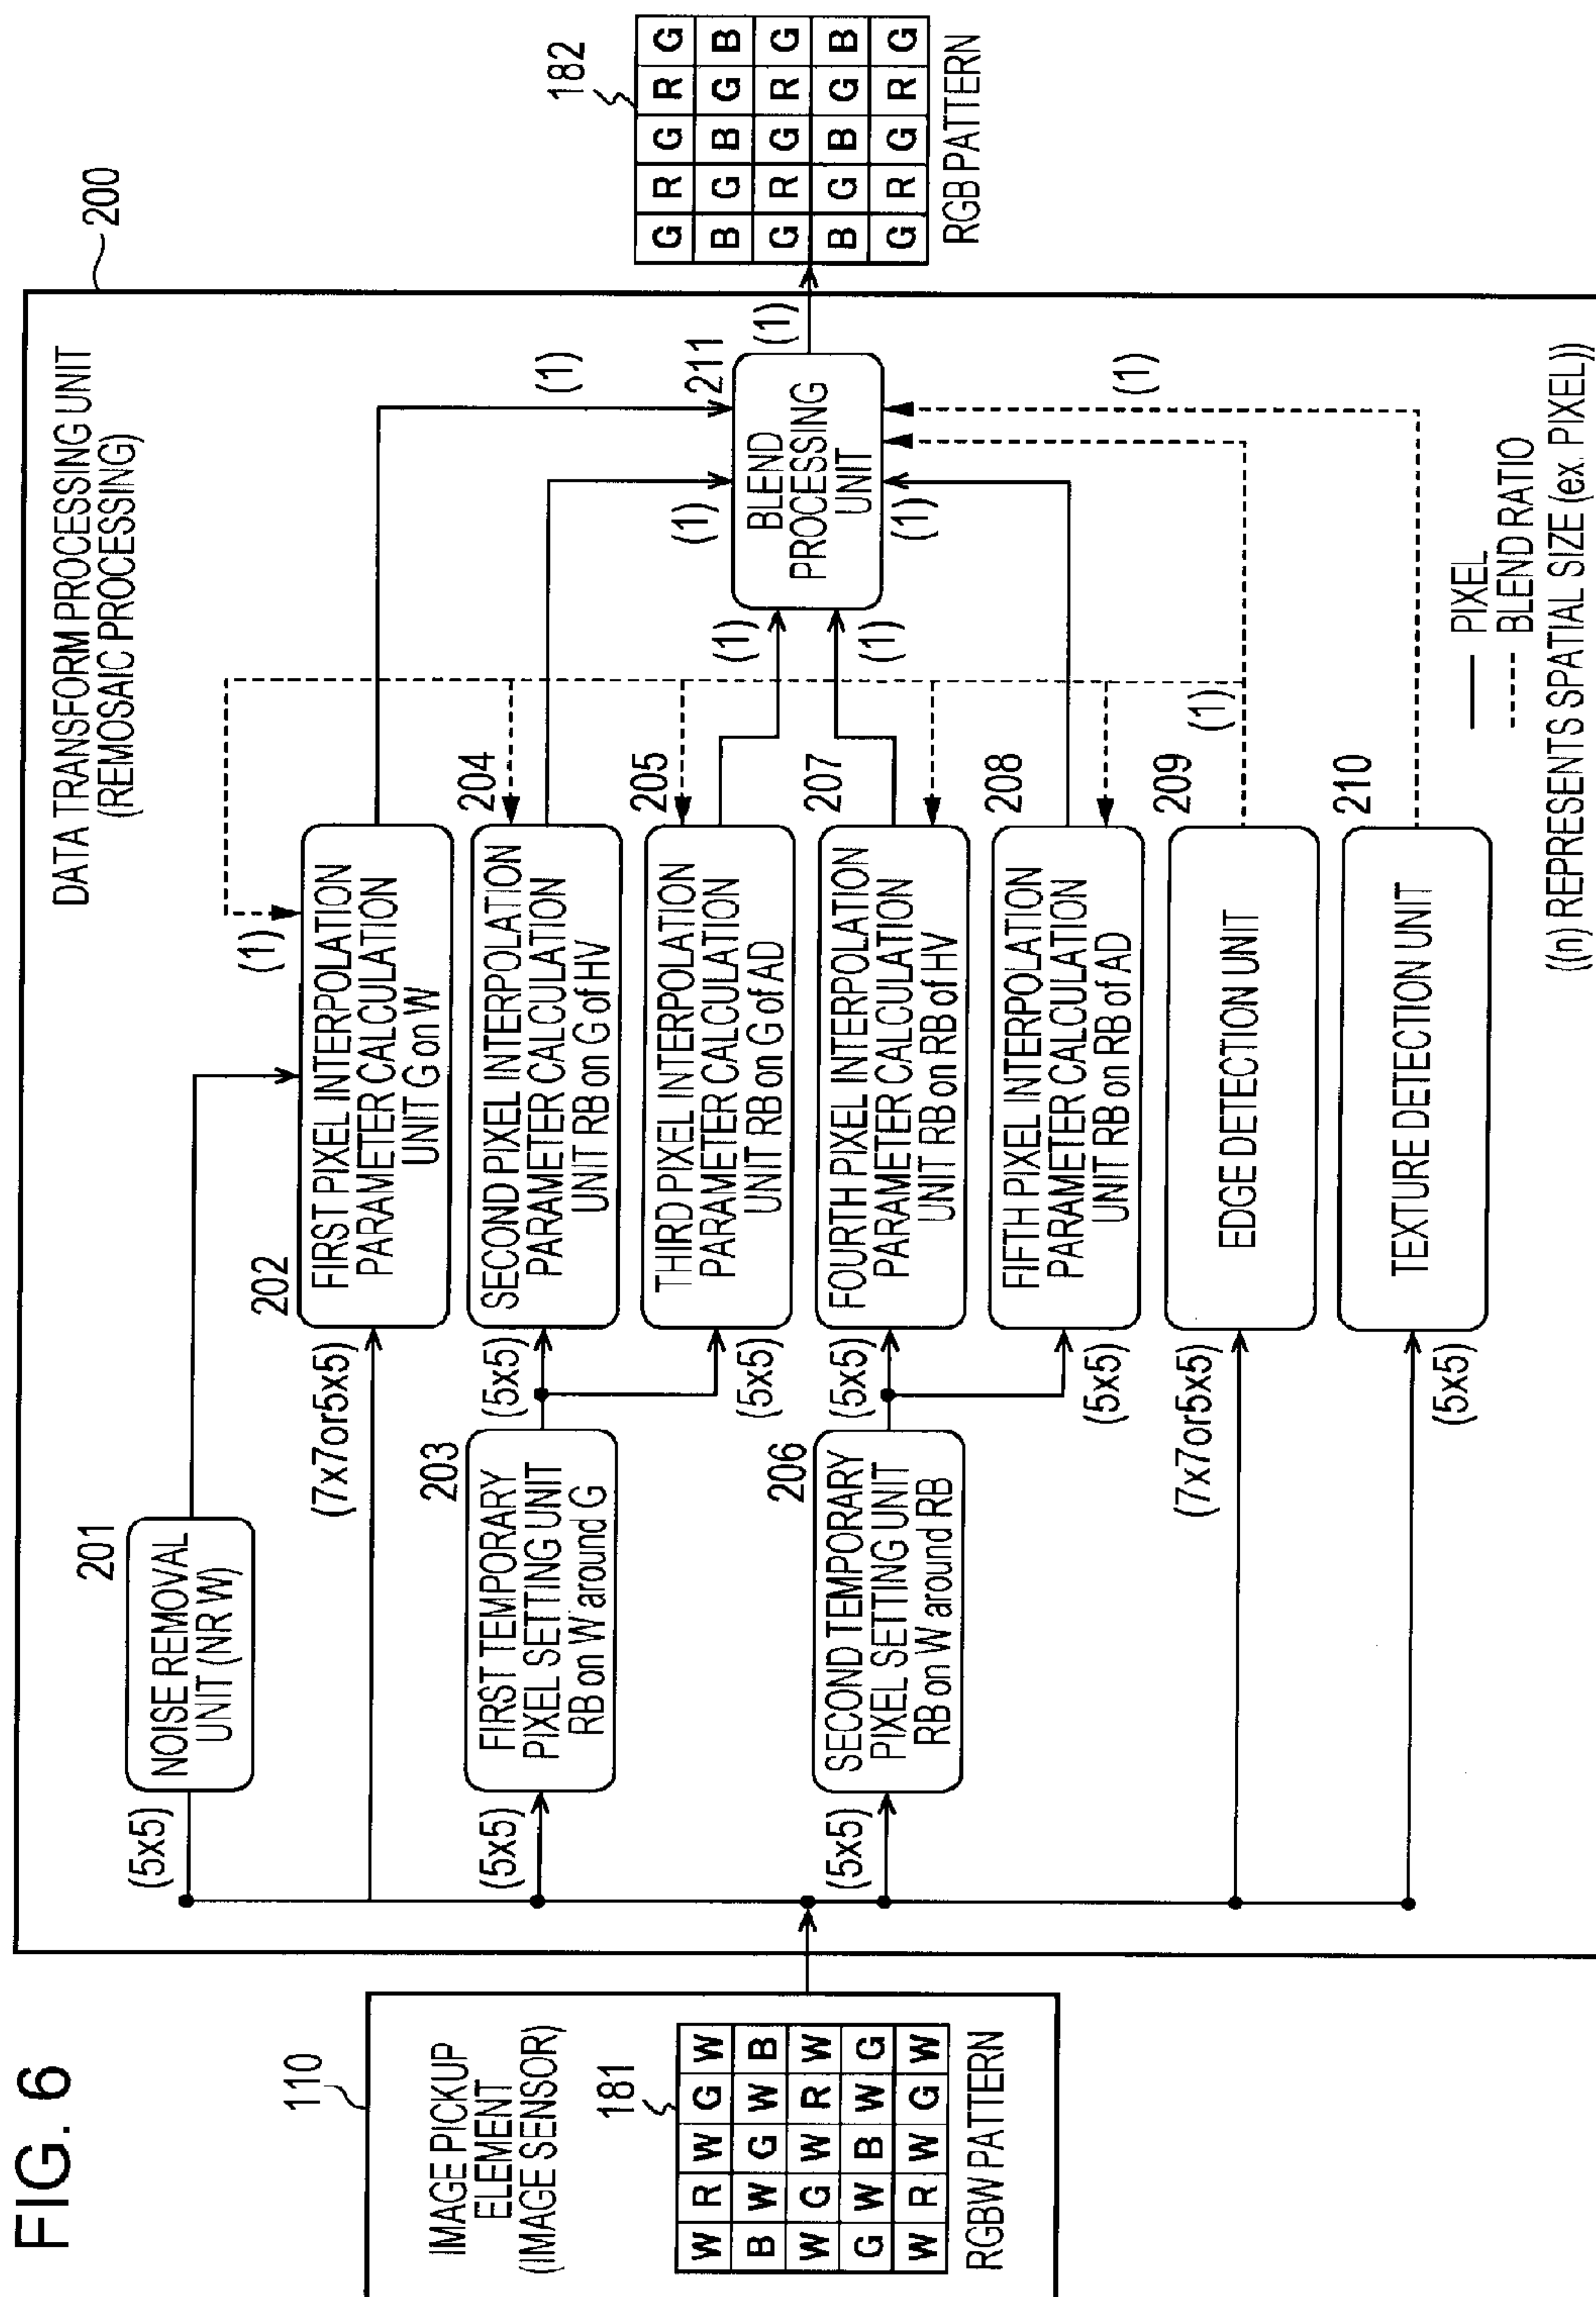 FIG. 6
110
IMAGE PICKUP
ELEMENT
(IMAGE SENSOR)
181
W R W G W
B W G W B
W G W R W
G W B W G
W R W G W
RGBW PATTERN
200
DATA TRANSFORM PROCESSING UNIT
(REMOSAIC PROCESSING)
(5x5)
201
NOISE REMOVAL
UNIT (NR W)
(7x7or5x5)
202
FIRST PIXEL INTERPOLATION
PARAMETER CALCULATION
UNIT G on W
(1)
(1)
(5x5)
203
FIRST TEMPORARY
PIXEL SETTING UNIT
RB on W around G
(5x5)
204
SECOND PIXEL INTERPOLATION
PARAMETER CALCULATION
UNIT RB on G of HV
(1)
(5x5)
205
THIRD PIXEL INTERPOLATION
PARAMETER CALCULATION
UNIT RB on G of AD
(1)
(5x5)
206
SECOND TEMPORARY
PIXEL SETTING UNIT
RB on W around RB
(5x5)
207
FOURTH PIXEL INTERPOLATION
PARAMETER CALCULATION
UNIT RB on RB of HV
(1)
(5x5)
208
FIFTH PIXEL INTERPOLATION
PARAMETER CALCULATION
UNIT RB on RB of AD
(1)
(7x7or5x5)
209
EDGE DETECTION UNIT
(1)
(5x5)
210
TEXTURE DETECTION UNIT
(1)
211
BLEND
PROCESSING
UNIT
(1)
182
G R G R G
B G B G B
G R G R G
B G B G B
G R G R G
RGB PATTERN
PIXEL
BLEND RATIO
((n) REPRESENTS SPATIAL SIZE (ex. PIXEL))